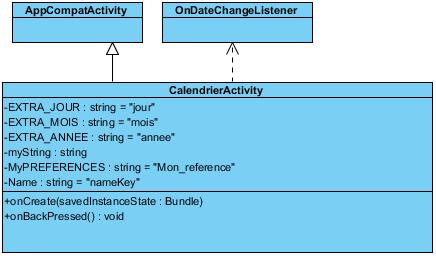 AppCompatActivity
OnDateChangeListener
CalendrierActivity
-EXTRA_JOUR : string = "jour"
-EXTRA_MOIS : string = "mois"
-EXTRA_ANNEE : string = "annee"
-myString : string
-MyPREFERENCES : string = "Mon_reference"
-Name : string = "nameKey"
+onCreate(savedInstanceState : Bundle)
+onBackPressed() : void